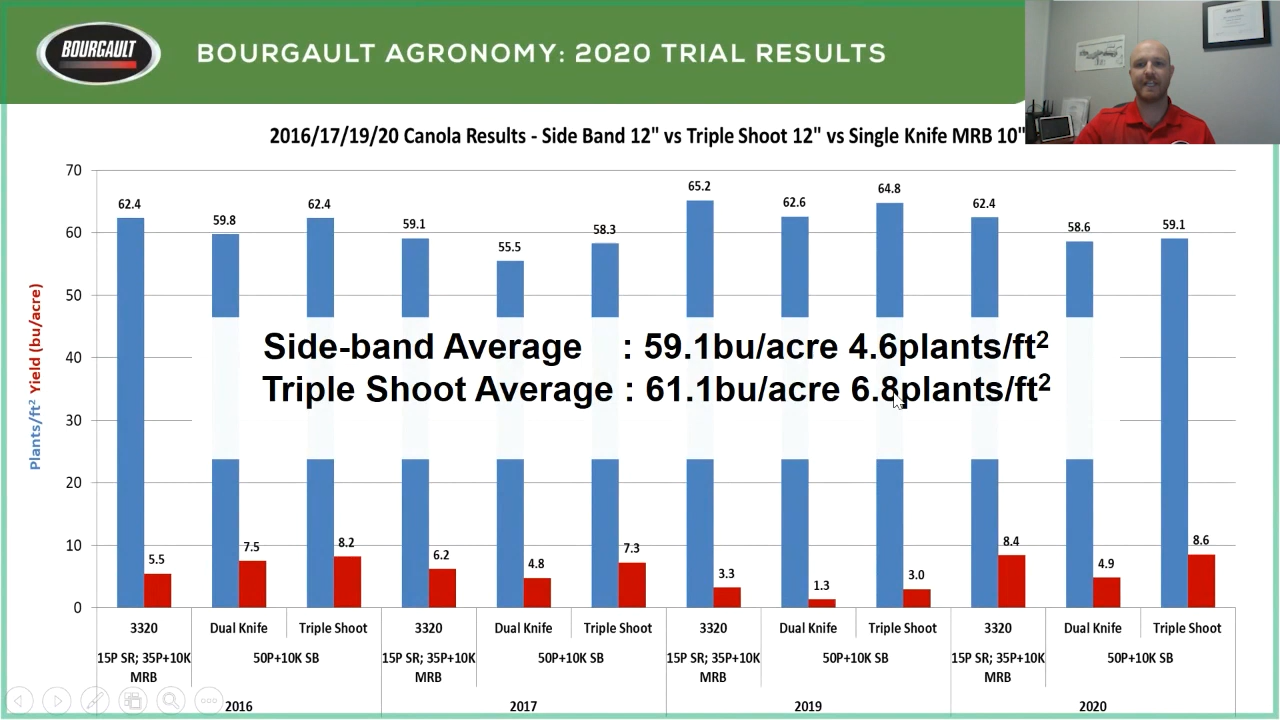 BOURGAULT
BOURGAULT AGRONOMY: 2020 TRIAL RESULTS
2016/17/19/20 Canola Results - Side Band 12" vs Triple Shoot 12" vs Single Knife MRB 10"
Plants/ft² Yield (bu/acre)
70
60
50
40
30
20
10
0
62.4
59.8
62.4
59.1
55.5
58.3
65.2
62.6
64.8
62.4
58.6
59.1
Side-band Average : 59.1bu/acre 4.6plants/ft²
Triple Shoot Average : 61.1bu/acre 6.8plants/ft²
5.5
7.5
8.2
6.2
4.8
7.3
3.3
1.3
3.0
8.4
4.9
8.6
3320
Dual Knife
Triple Shoot
3320
Dual Knife
Triple Shoot
3320
Dual Knife
Triple Shoot
3320
Dual Knife
Triple Shoot
15P SR; 35P+10K
MRB
50P+10K SB
15P SR; 35P+10K
MRB
50P+10K SB
15P SR; 35P+10K
MRB
50P+10K SB
15P SR; 35P+10K
MRB
50P+10K SB
2016
2017
2019
2020